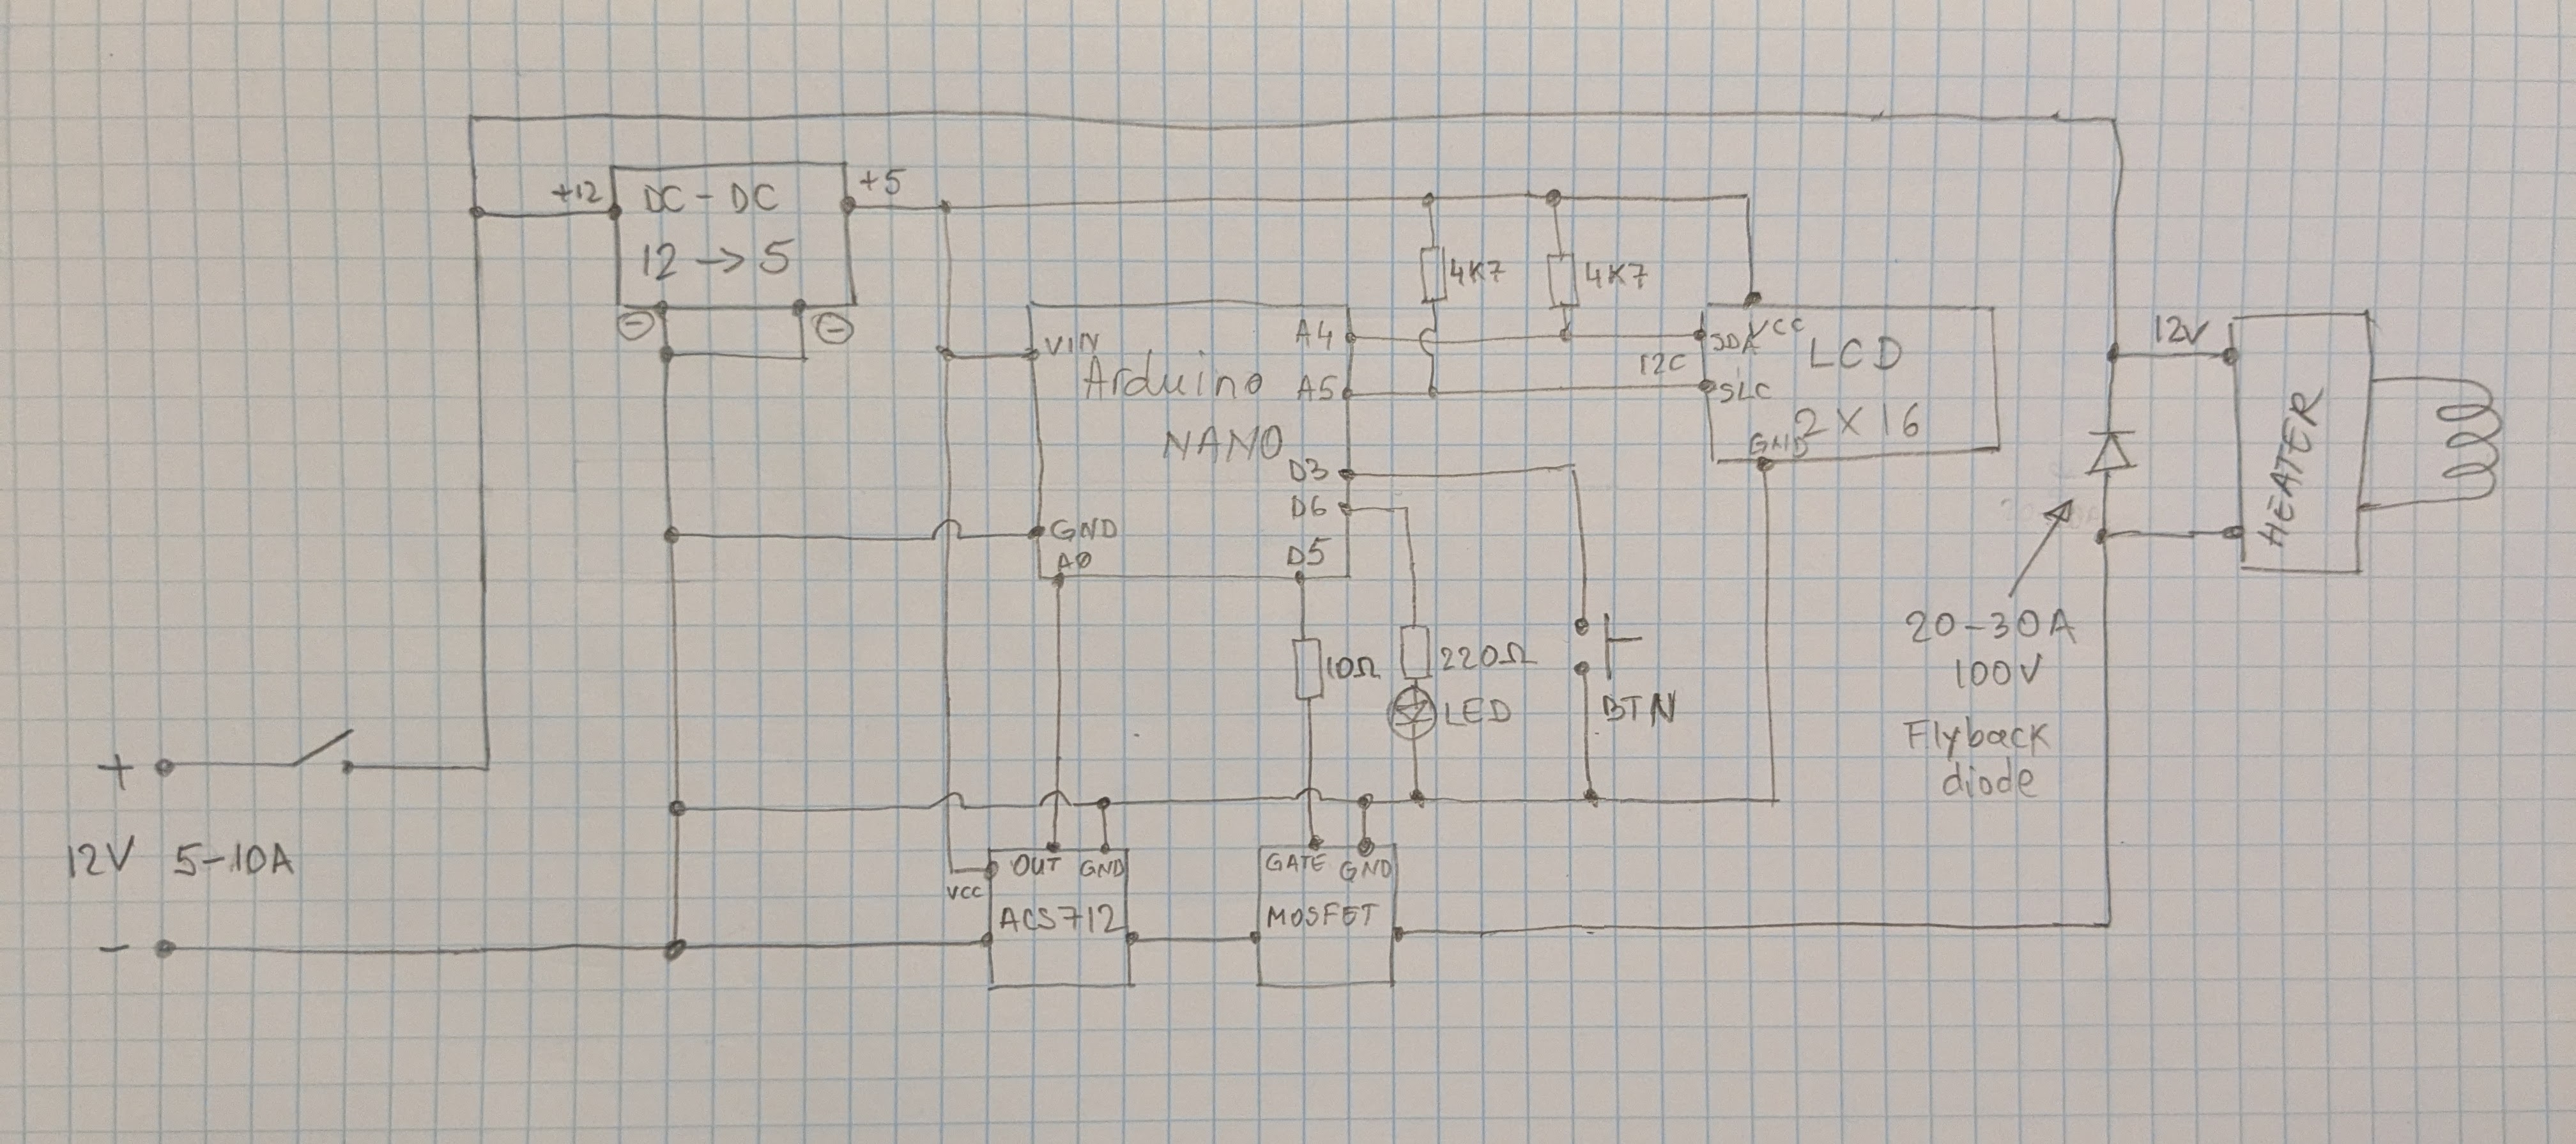 +12
DC-DC
12 → 5
+5
-
-
4K7
4K7
VIN
Arduino
NANO
A4
A5
D3
D6
D5
GND
A0
I2C
SDA
VCC
SLC
LCD
2X16
GND
12V
HEATER
20-30A
100V
Flyback
diode
10Ω
220Ω
LED
BTN
+
12V 5-10A
-
VCC
OUT GND
ACS712
GATE GND
MOSFET